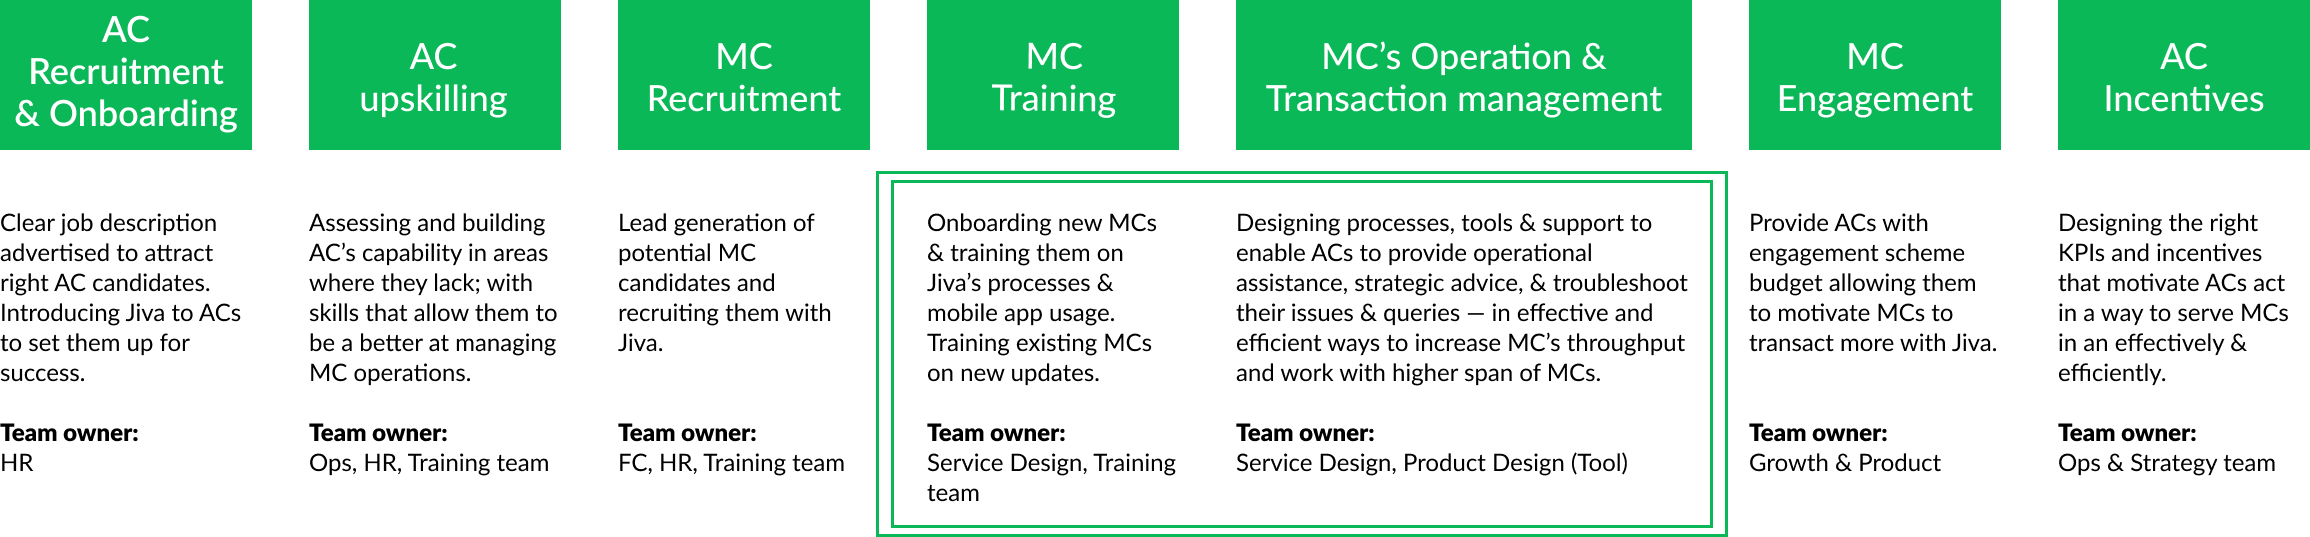 AC
Recruitment
& Onboarding
AC
upskilling
MC
Recruitment
MC
Training
MC’s Operation &
Transaction management
MC
Engagement
AC
Incentives
Clear job description
advertised to attract
right AC candidates.
Introducing Jiva to ACs
to set them up for
success.
Team owner:
HR
Assessing and building
AC’s capability in areas
where they lack; with
skills that allow them to
be a better at managing
MC operations.
Team owner:
Ops, HR, Training team
Lead generation of
potential MC
candidates and
recruiting them with
Jiva.
Team owner:
FC, HR, Training team
Onboarding new MCs
& training them on
Jiva’s processes &
mobile app usage.
Training existing MCs
on new updates.
Team owner:
Service Design, Training
team
Designing processes, tools & support to
enable ACs to provide operational
assistance, strategic advice, & troubleshoot
their issues & queries — in effective and
efficient ways to increase MC’s throughput
and work with higher span of MCs.
Team owner:
Service Design, Product Design (Tool)
Provide ACs with
engagement scheme
budget allowing them
to motivate MCs to
transact more with Jiva.
Team owner:
Growth & Product
Designing the right
KPIs and incentives
that motivate ACs act
in a way to serve MCs
in an effectively &
efficiently.
Team owner:
Ops & Strategy team